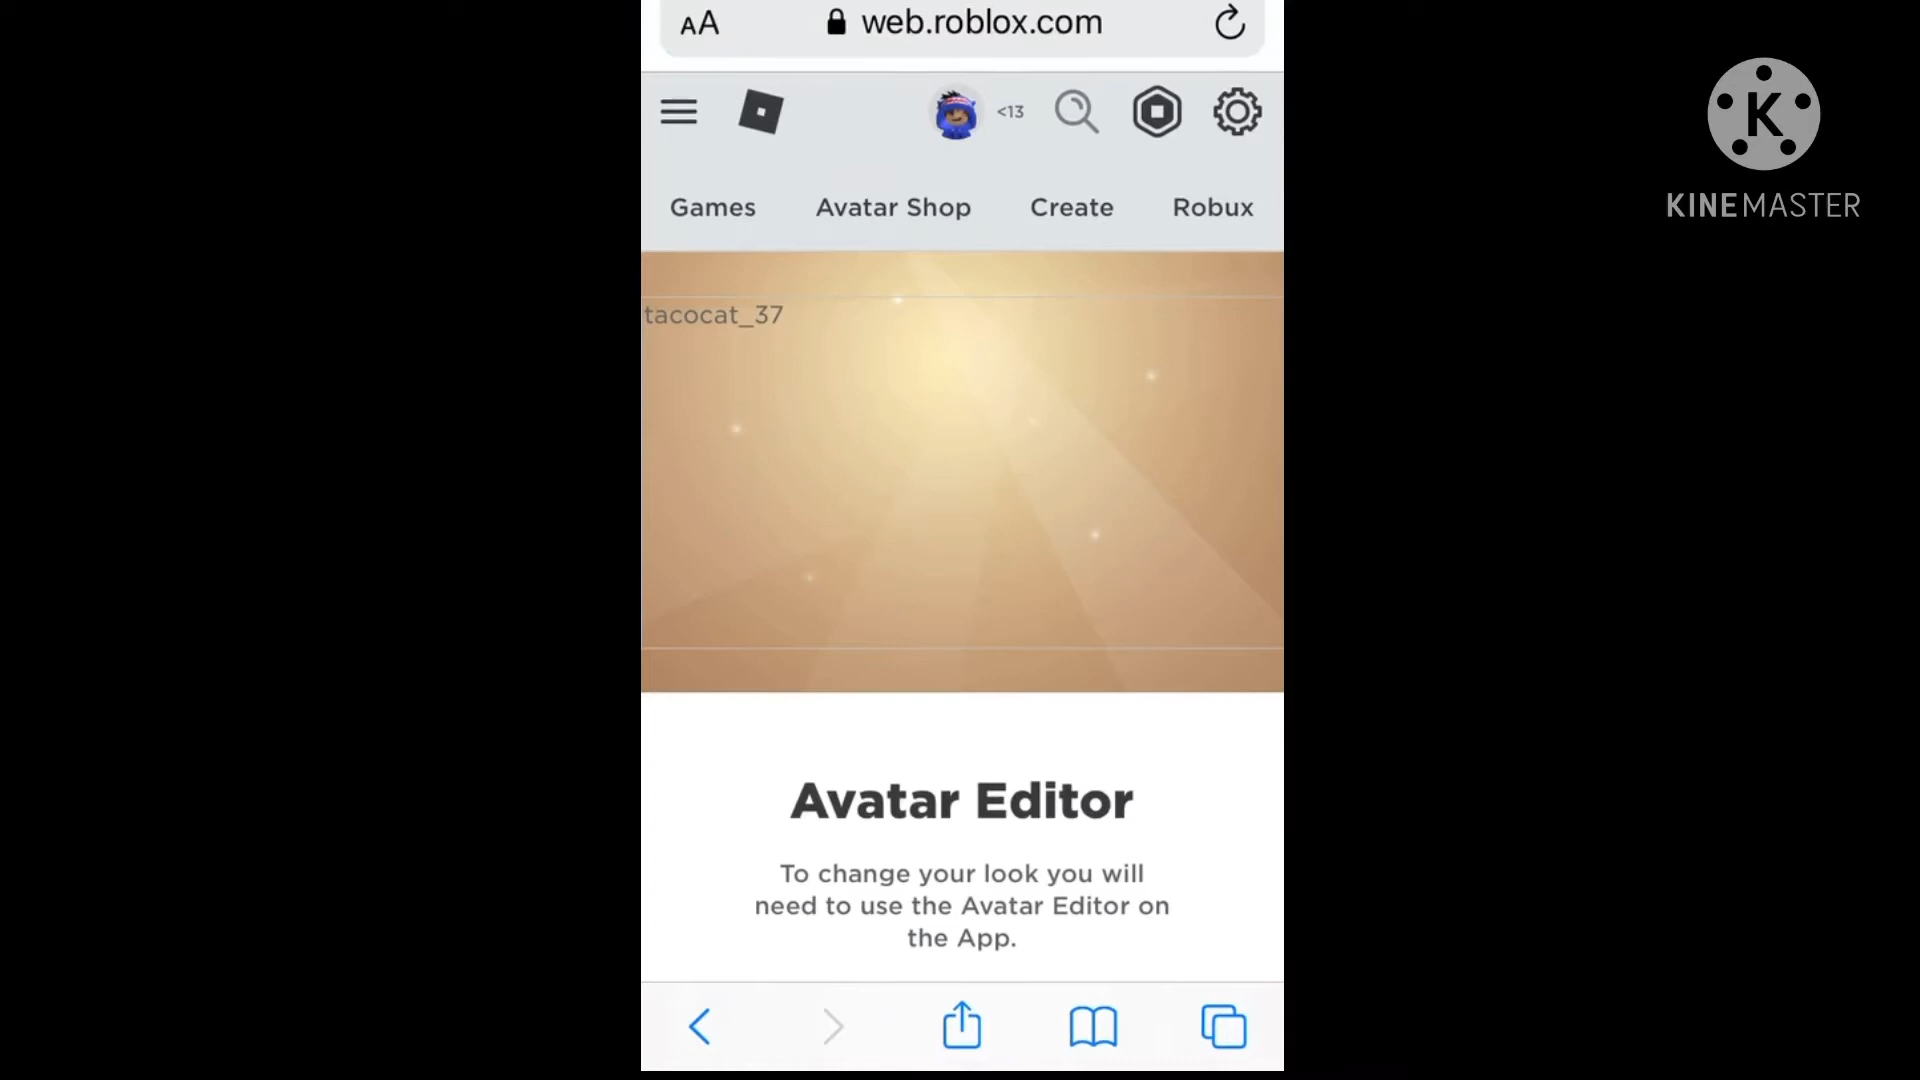 AA web.roblox.com
<13
Games Avatar Shop Create Robux
tacocat_37
Avatar Editor
To change your look you will
need to use the Avatar Editor on
the App.
K
KINEMASTER